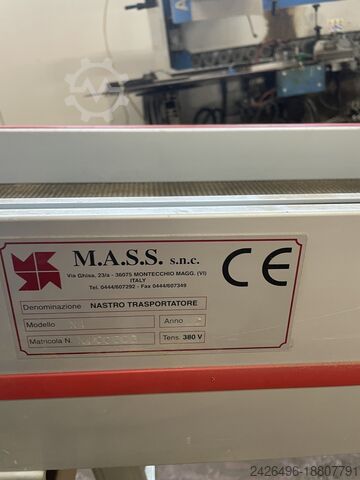 M.A.S.S. s.n.c.
Via Ghisa, 23/a - 36075 MONTECCHIO MAGG. (VI)
ITALY
Tel. 0444/607292 - Fax 0444/607349
CE
Denominazione NASTRO TRASPORTATORE
Modello
Anno
Matricola N.
Tens. 380 V
2426496-18807791